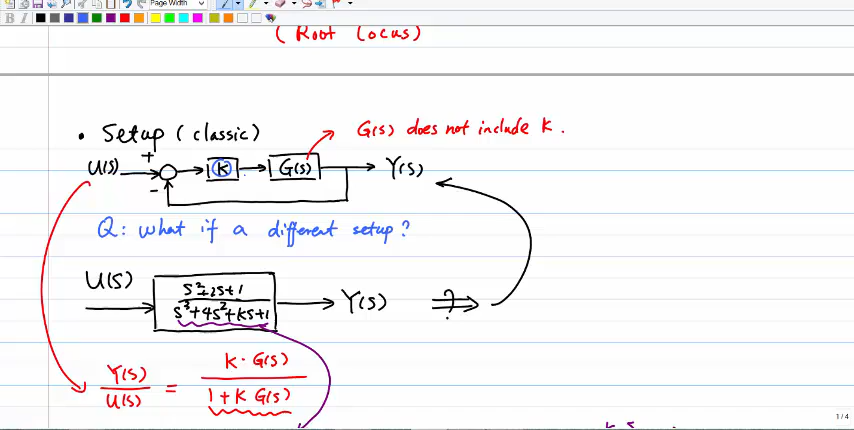 B I
Page Width
(Root Locus)
• Setup (classic)
G(s) does not include K.
U(s) + - K G(s) Y(s)
Q: What if a different setup?
U(s) s²+2s+1 Y(s) ?
s³+4s²+ks+1
Y(s) = K · G(s)
U(s) 1 + K G(s)
1 / 4